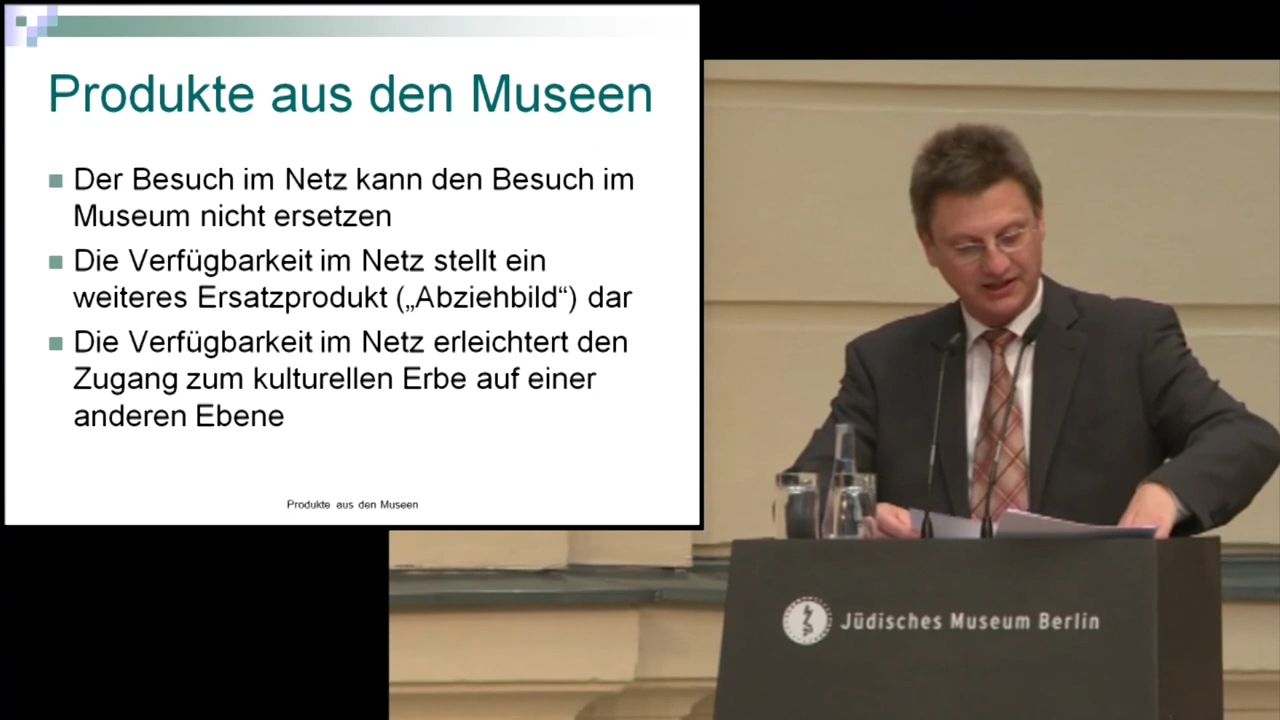 Produkte aus den Museen
Der Besuch im Netz kann den Besuch im
Museum nicht ersetzen
Die Verfügbarkeit im Netz stellt ein
weiteres Ersatzprodukt („Abziehbild“) dar
Die Verfügbarkeit im Netz erleichtert den
Zugang zum kulturellen Erbe auf einer
anderen Ebene
Produkte aus den Museen
Jüdisches Museum Berlin